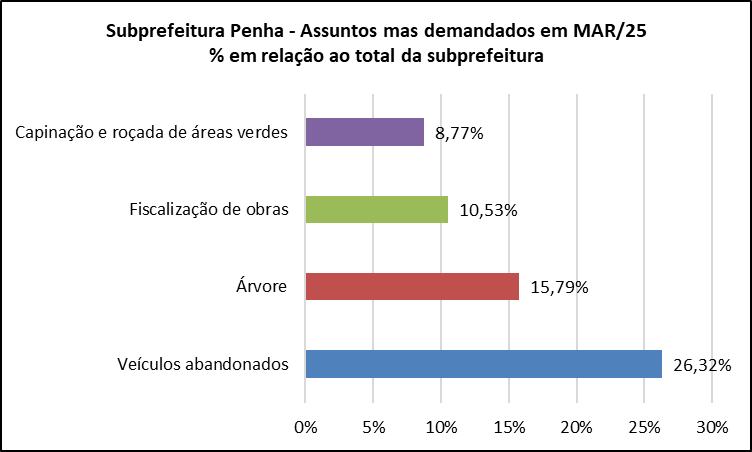 Subprefeitura Penha - Assuntos mas demandados em MAR/25
% em relação ao total da subprefeitura
Capinação e roçada de áreas verdes
8,77%
Fiscalização de obras
10,53%
Árvore
15,79%
Veículos abandonados
26,32%
0% 5% 10% 15% 20% 25% 30%